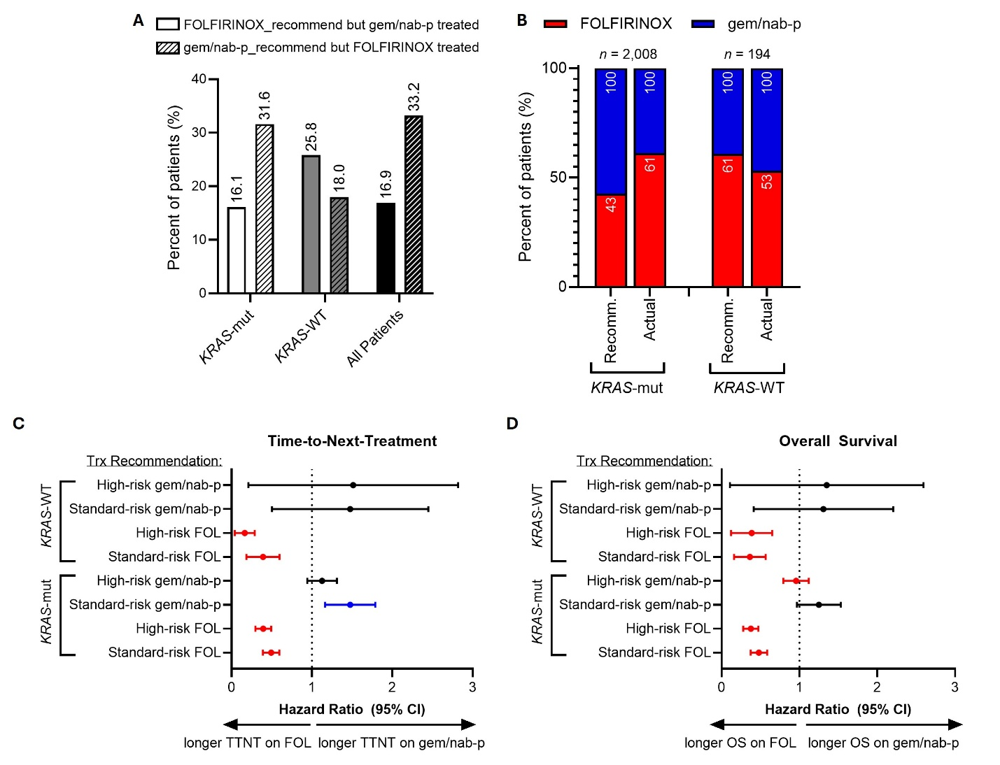 A
FOLFIRINOX_recommend but gem/nab-p treated
gem/nab-p_recommend but FOLFIRINOX treated
Percent of patients (%)
40
30
20
10
0
16.1
31.6
25.8
18.0
16.9
33.2
KRAS-mut
KRAS-WT
All Patients
B
FOLFIRINOX
gem/nab-p
n = 2,008
n = 194
Percent of patients (%)
100
50
0
100
100
100
100
43
61
61
53
Recomm.
Actual
Recomm.
Actual
KRAS-mut
KRAS-WT
C
Time-to-Next-Treatment
Trx Recommendation:
KRAS-WT
High-risk gem/nab-p
Standard-risk gem/nab-p
High-risk FOL
Standard-risk FOL
KRAS-mut
High-risk gem/nab-p
Standard-risk gem/nab-p
High-risk FOL
Standard-risk FOL
0 1 2 3
Hazard Ratio (95% CI)
longer TTNT on FOL longer TTNT on gem/nab-p
D
Overall Survival
Trx Recommendation:
KRAS-WT
High-risk gem/nab-p
Standard-risk gem/nab-p
High-risk FOL
Standard-risk FOL
KRAS-mut
High-risk gem/nab-p
Standard-risk gem/nab-p
High-risk FOL
Standard-risk FOL
0 1 2 3
Hazard Ratio (95% CI)
longer OS on FOL longer OS on gem/nab-p